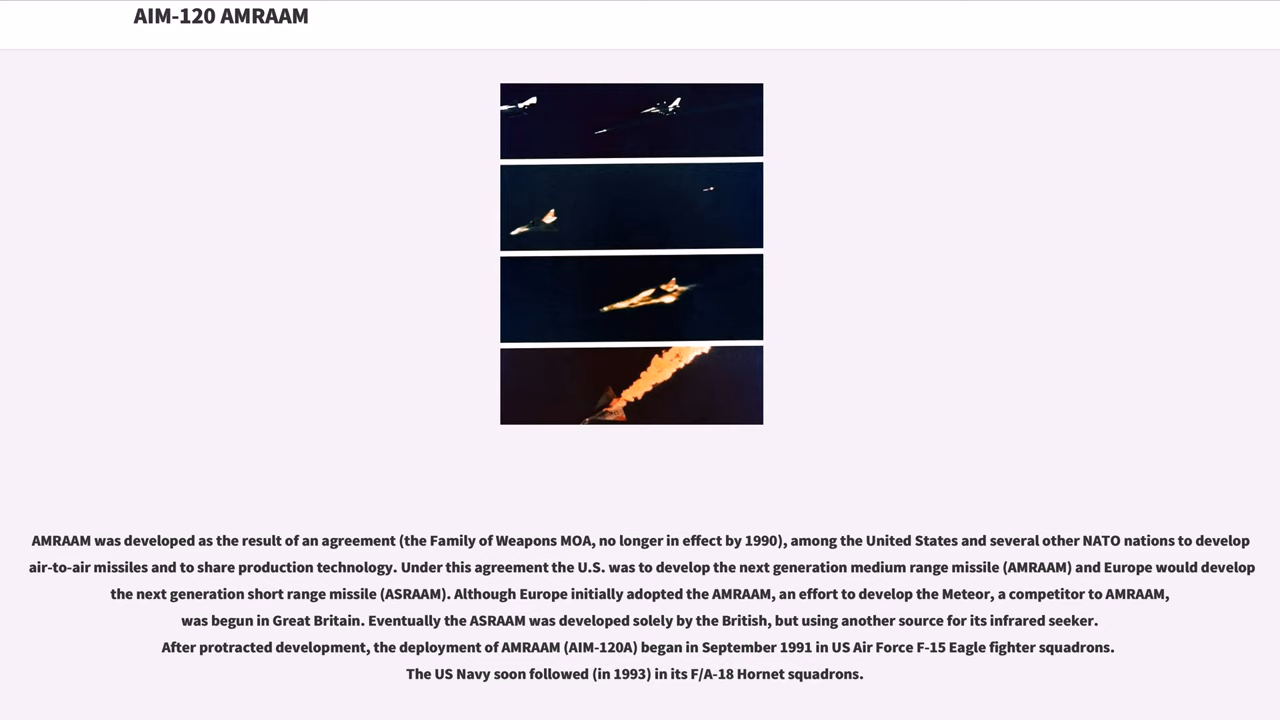 AIM-120 AMRAAM
AMRAAM was developed as the result of an agreement (the Family of Weapons MOA, no longer in effect by 1990), among the United States and several other NATO nations to develop
air-to-air missiles and to share production technology. Under this agreement the U.S. was to develop the next generation medium range missile (AMRAAM) and Europe would develop
the next generation short range missile (ASRAAM). Although Europe initially adopted the AMRAAM, an effort to develop the Meteor, a competitor to AMRAAM,
was begun in Great Britain. Eventually the ASRAAM was developed solely by the British, but using another source for its infrared seeker.
After protracted development, the deployment of AMRAAM (AIM-120A) began in September 1991 in US Air Force F-15 Eagle fighter squadrons.
The US Navy soon followed (in 1993) in its F/A-18 Hornet squadrons.